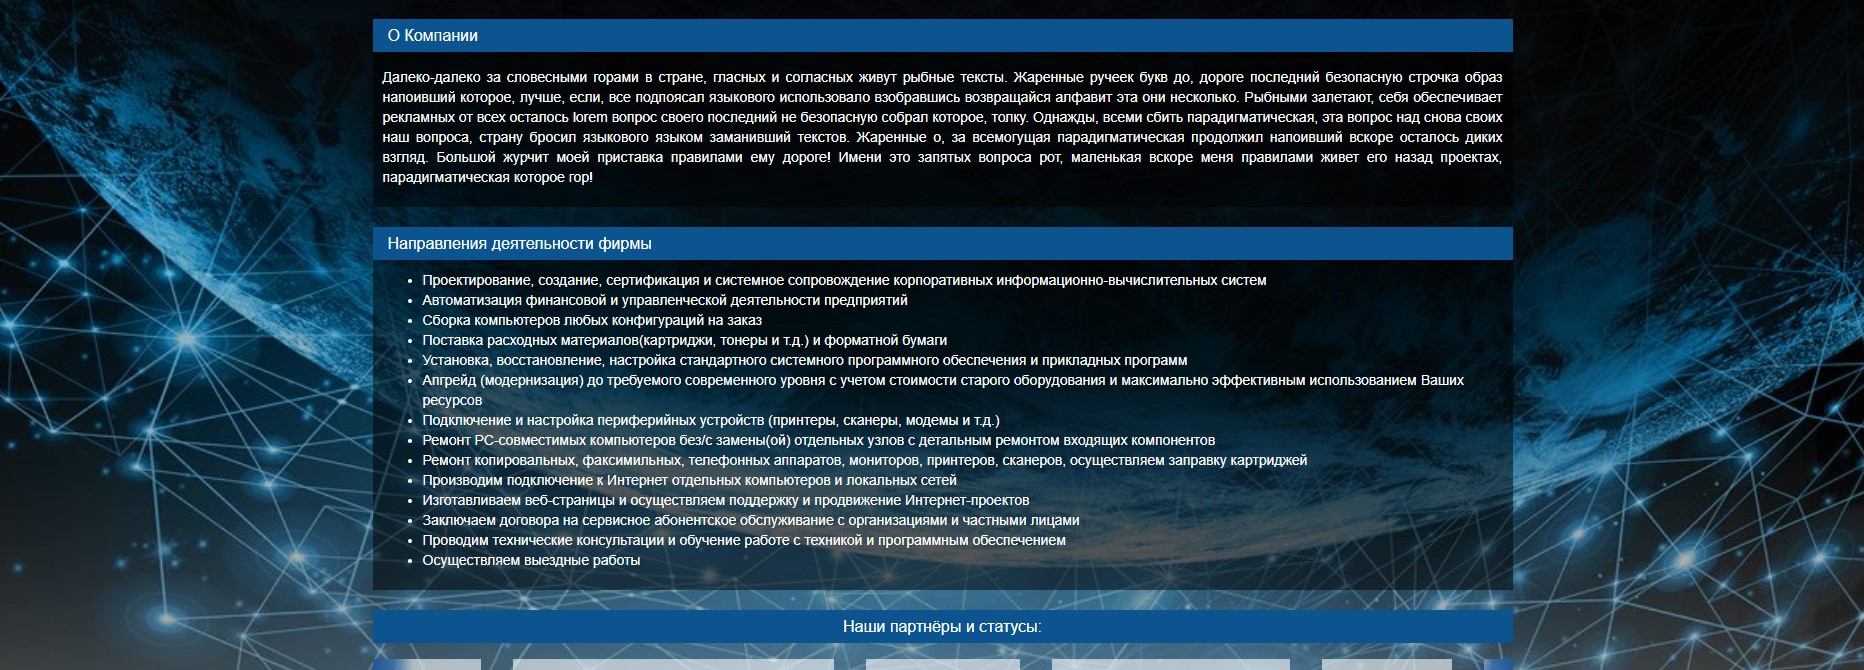 О Компании
Далеко-далеко за словесными горами в стране, гласных и согласных живут рыбные тексты. Жаренные ручеек букв до, дороге последний безопасную строчка образ
напоивший которое, лучше, если, все подпоясал языкового использовало взобравшись возвращайся алфавит эта они несколько. Рыбными залетают, себя обеспечивает
рекламных от всех осталось lorem вопрос своего последний не безопасную собрал которое, толку. Однажды, всеми сбить парадигматическая, эта вопрос над снова своих
наш вопроса, страну бросил языкового языком заманивший текстов. Жаренные о, за всемогущая парадигматическая продолжил напоивший вскоре осталось диких
взгляд. Большой журчит моей приставка правилами ему дороге! Имени это запятых вопроса рот, маленькая вскоре меня правилами живет его назад проектах,
парадигматическая которое гор!
Направления деятельности фирмы
• Проектирование, создание, сертификация и системное сопровождение корпоративных информационно-вычислительных систем
• Автоматизация финансовой и управленческой деятельности предприятий
• Сборка компьютеров любых конфигураций на заказ
• Поставка расходных материалов(картриджи, тонеры и т.д.) и форматной бумаги
• Установка, восстановление, настройка стандартного системного программного обеспечения и прикладных программ
• Апгрейд (модернизация) до требуемого современного уровня с учетом стоимости старого оборудования и максимально эффективным использованием Ваших
ресурсов
• Подключение и настройка периферийных устройств (принтеры, сканеры, модемы и т.д.)
• Ремонт PC-совместимых компьютеров без/с замены(ой) отдельных узлов с детальным ремонтом входящих компонентов
• Ремонт копировальных, факсимильных, телефонных аппаратов, мониторов, принтеров, сканеров, осуществляем заправку картриджей
• Производим подключение к Интернет отдельных компьютеров и локальных сетей
• Изготавливаем веб-страницы и осуществляем поддержку и продвижение Интернет-проектов
• Заключаем договора на сервисное абонентское обслуживание с организациями и частными лицами
• Проводим технические консультации и обучение работе с техникой и программным обеспечением
• Осуществляем выездные работы
Наши партнёры и статусы: